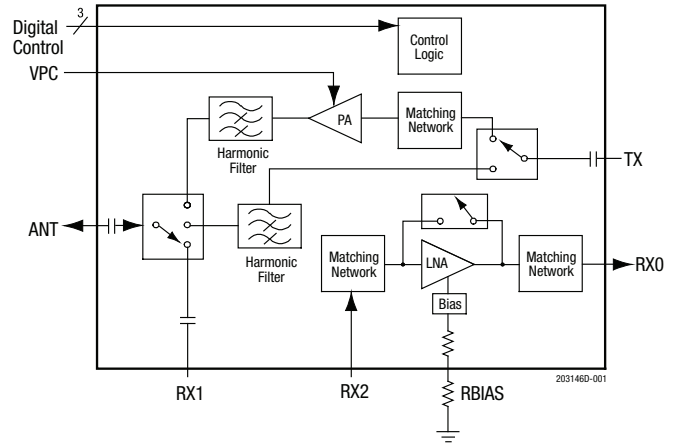 3
Digital
Control
Control
Logic
VPC
PA
Matching
Network
Harmonic
Filter
TX
ANT
Harmonic
Filter
Matching
Network
LNA
Matching
Network
RX0
Bias
203146D-001
RX1
RX2
RBIAS